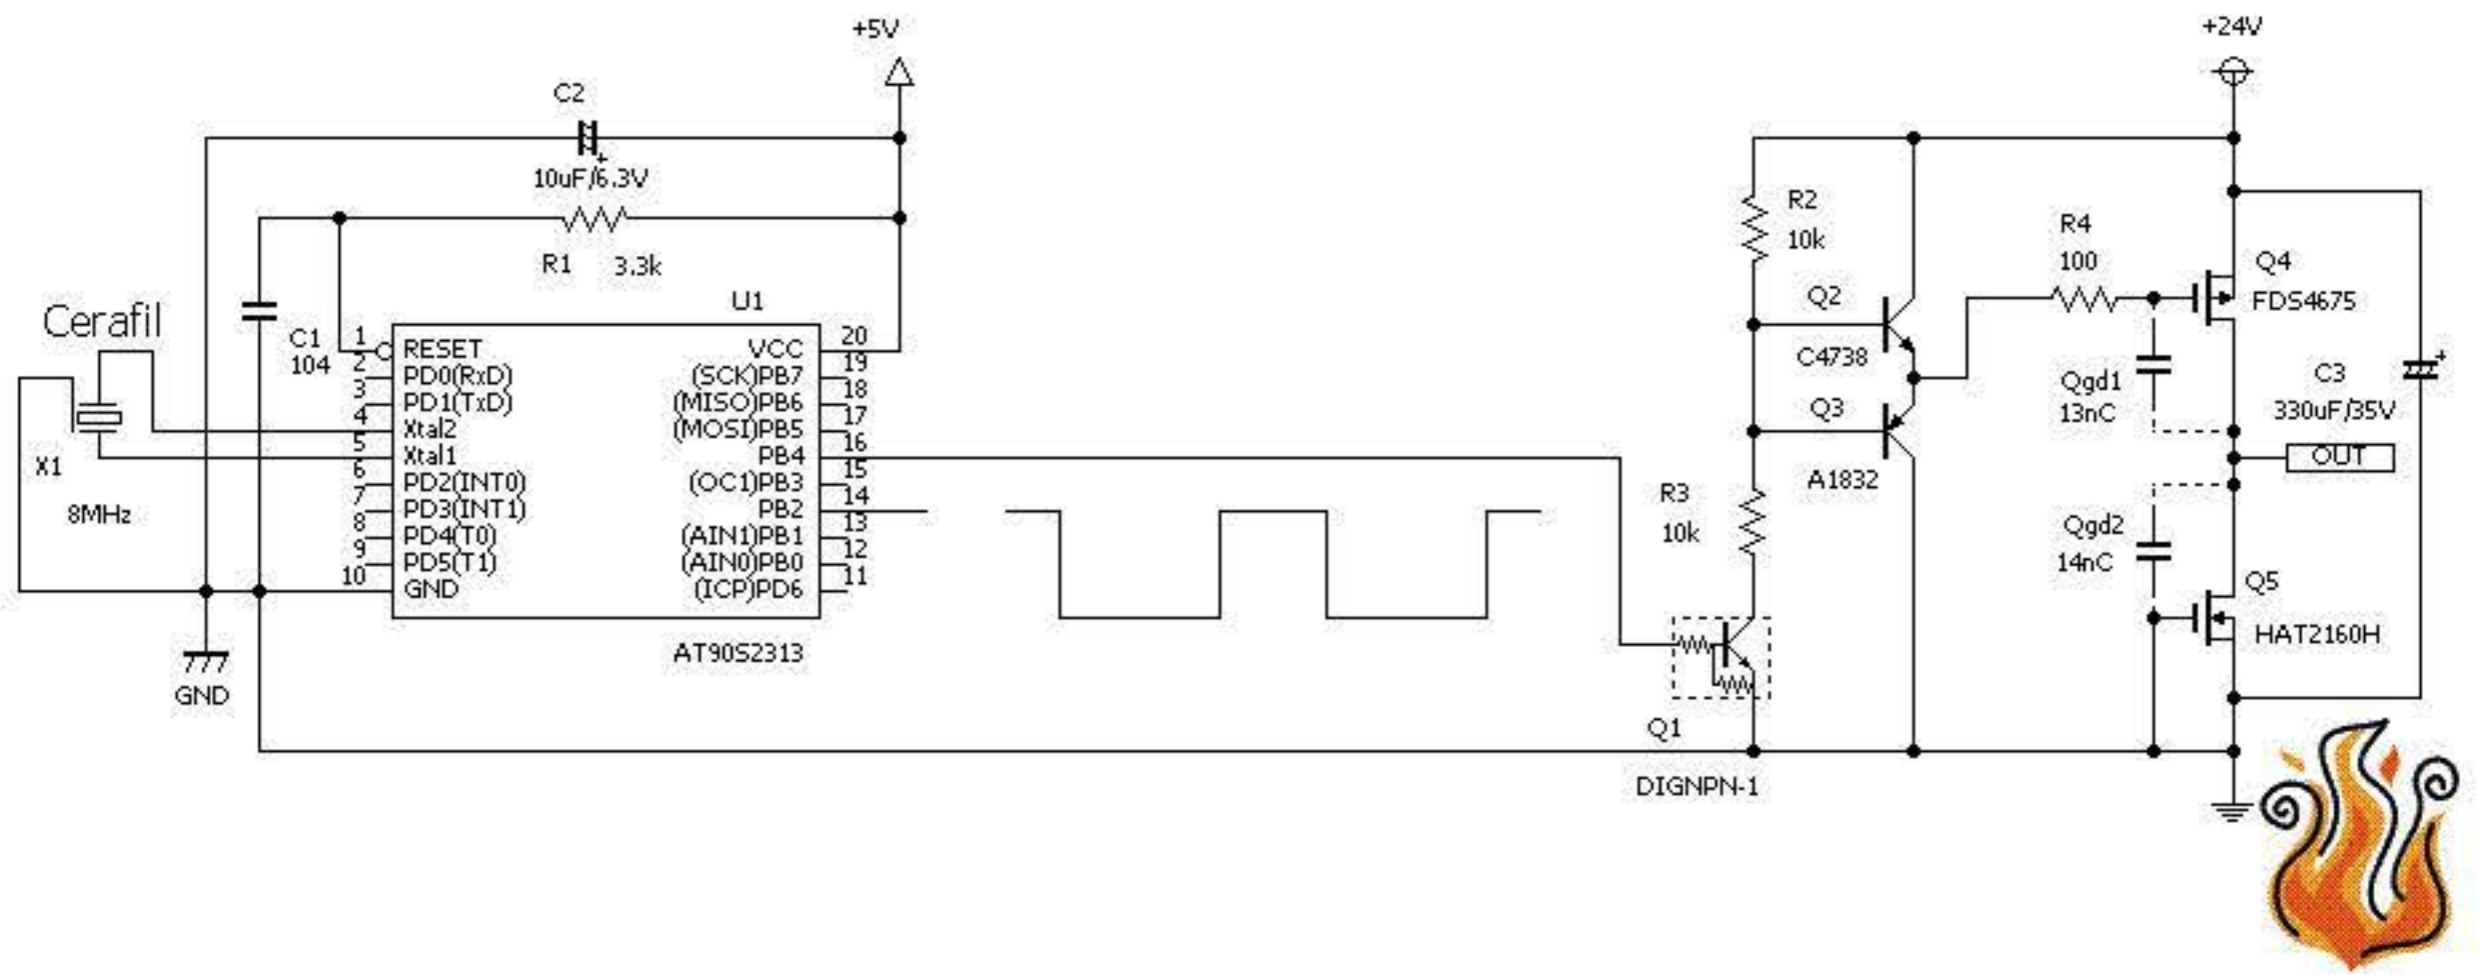 +5V
+24V
C2
10uF/6.3V
R1 3.3k
Cerafil
X1
8MHz
C1
104
GND
U1
1 RESET
2 PD0(RxD)
3 PD1(TxD)
4 Xtal2
5 Xtal1
6 PD2(INT0)
7 PD3(INT1)
8 PD4(T0)
9 PD5(T1)
10 GND
VCC 20
(SCK)PB7 19
(MISO)PB6 18
(MOSI)PB5 17
PB4 16
(OC1)PB3 15
PB2 14
(AIN1)PB1 13
(AIN0)PB0 12
(ICP)PD6 11
AT90S2313
R2
10k
Q2
C4738
Q3
A1832
R3
10k
Q1
DIGNPN-1
R4
100
Q4
FDS4675
Qgd1
13nC
C3
330uF/35V
OUT
Qgd2
14nC
Q5
HAT2160H